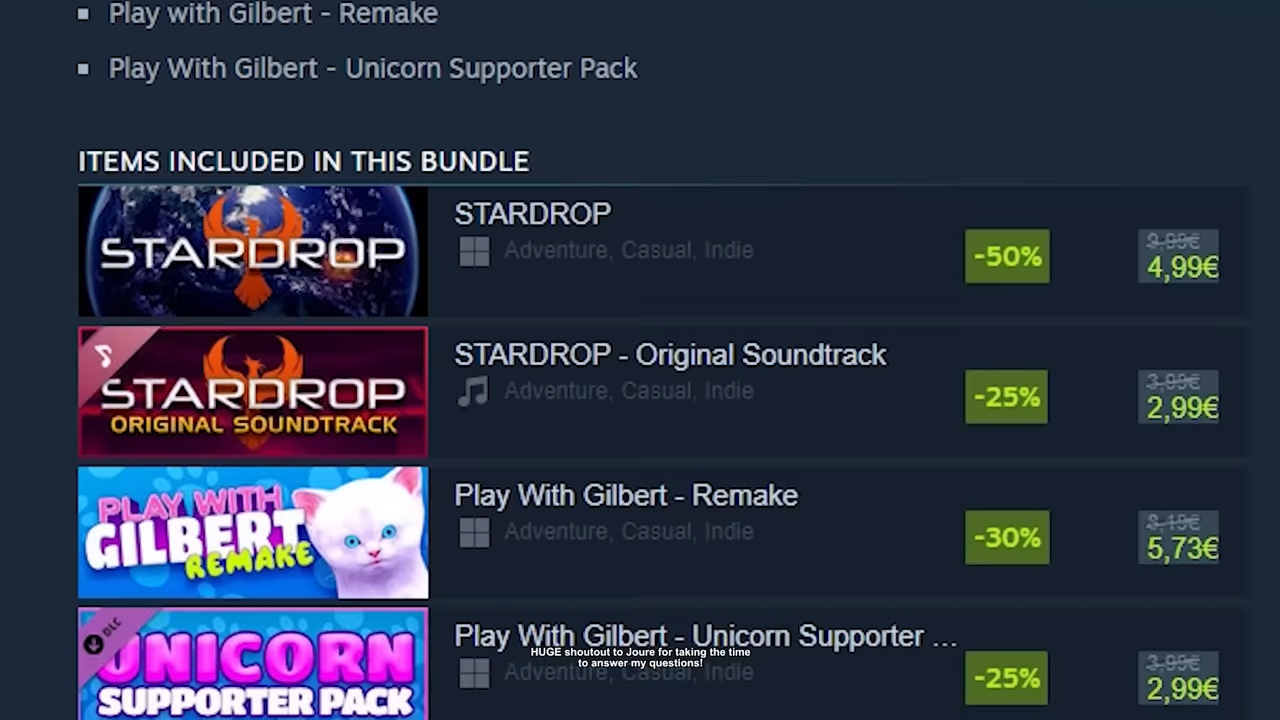 Play with Gilbert - Remake
Play With Gilbert - Unicorn Supporter Pack
ITEMS INCLUDED IN THIS BUNDLE
STARDROP
STARDROP
Adventure, Casual, Indie
-50%
9,99€
4,99€
STARDROP
ORIGINAL SOUNDTRACK
STARDROP - Original Soundtrack
Adventure, Casual, Indie
-25%
3,99€
2,99€
PLAY WITH
GILBERT
REMAKE
Play With Gilbert - Remake
Adventure, Casual, Indie
-30%
8,19€
5,73€
DLC
UNICORN
SUPPORTER PACK
Play With Gilbert - Unicorn Supporter ...
HUGE shoutout to Joure for taking the time
to answer my questions!
Adventure, Casual, Indie
-25%
3,99€
2,99€